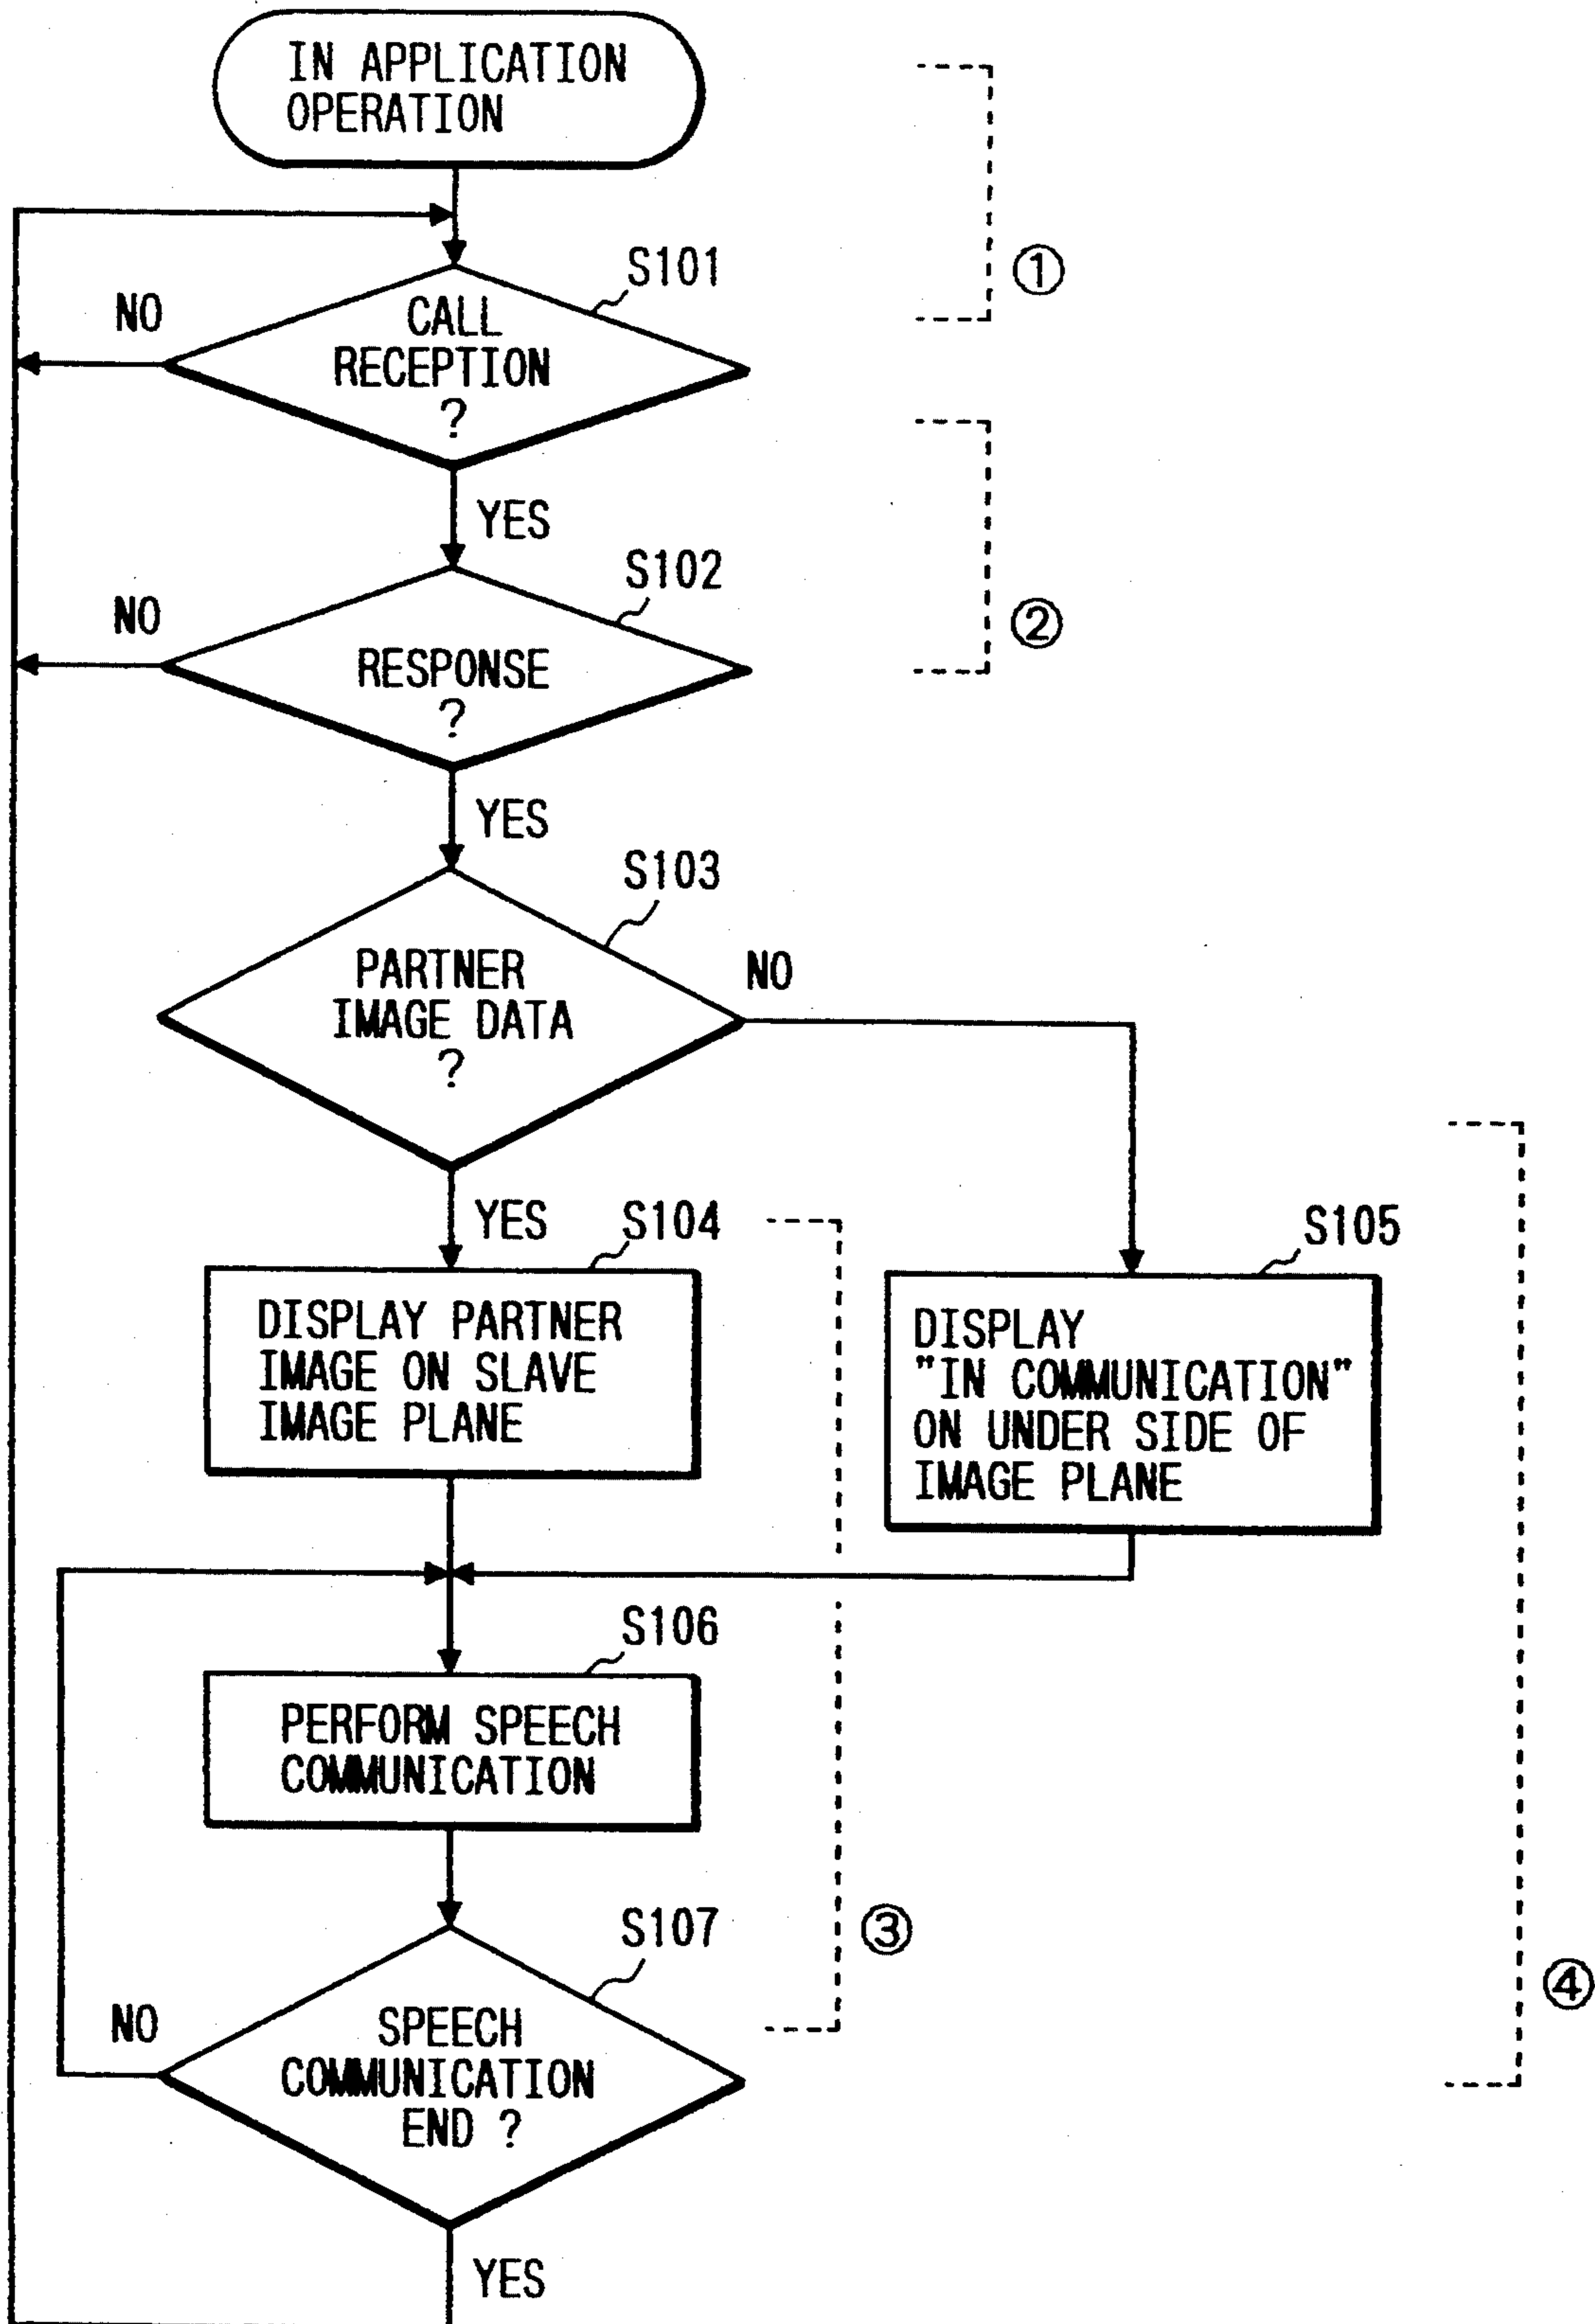 IN APPLICATION
OPERATION
S101
①
NO
CALL
RECEPTION
?
YES
S102
②
NO
RESPONSE
?
YES
S103
PARTNER
IMAGE DATA
?
NO
YES
S104
S105
DISPLAY PARTNER
IMAGE ON SLAVE
IMAGE PLANE
DISPLAY
"IN COMMUNICATION"
ON UNDER SIDE OF
IMAGE PLANE
S106
PERFORM SPEECH
COMMUNICATION
S107
③
④
NO
SPEECH
COMMUNICATION
END ?
YES